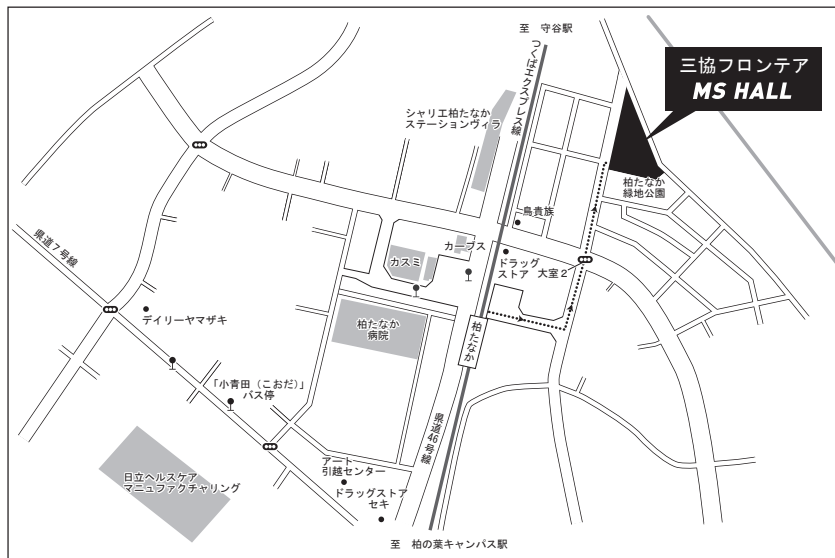 至 守谷駅
つくばエクスプレス線
三協フロンテア
MS HALL
シャリエ柏たなか
ステーションヴィラ
柏たなか
緑地公園
鳥貴族
カーブス
カスミ
ドラッグ
ストア
大室2
県道7号線
デイリーヤマザキ
柏たなか
病院
柏たなか
「小青田（こおだ）」
バス停
県道46号線
アート
引越センター
日立ヘルスケア
マニュファクチャリング
ドラッグストア
セキ
至 柏の葉キャンパス駅